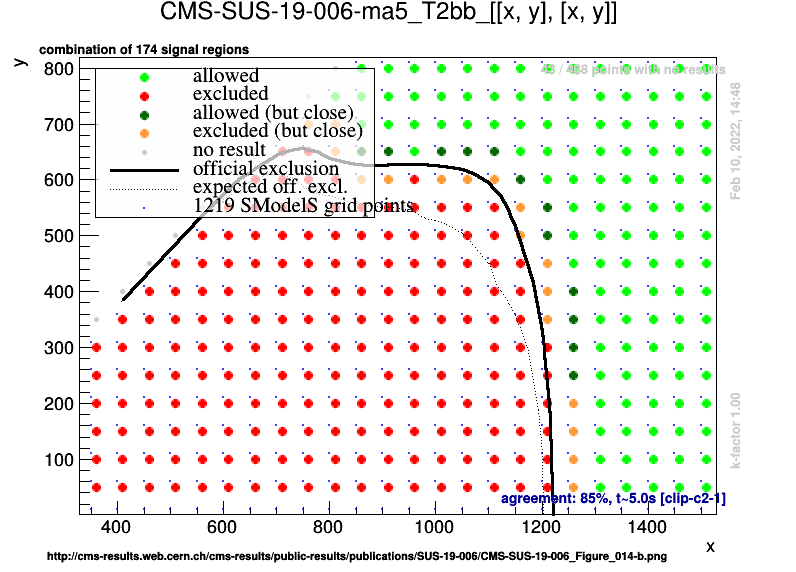 CMS-SUS-19-006-ma5_T2bb_[[x, y], [x, y]]
combination of 174 signal regions
y
800
700
600
500
400
300
200
100
allowed
excluded
allowed (but close)
excluded (but close)
no result
official exclusion
expected off. excl.
1219 SModelS grid points
points with no results
Feb 10, 2022, 14:48
k-factor 1.00
agreement: 85%, t~5.0s [clip-c2-1]
400 600 800 1000 1200 1400
x
http://cms-results.web.cern.ch/cms-results/public-results/publications/SUS-19-006/CMS-SUS-19-006_Figure_014-b.png